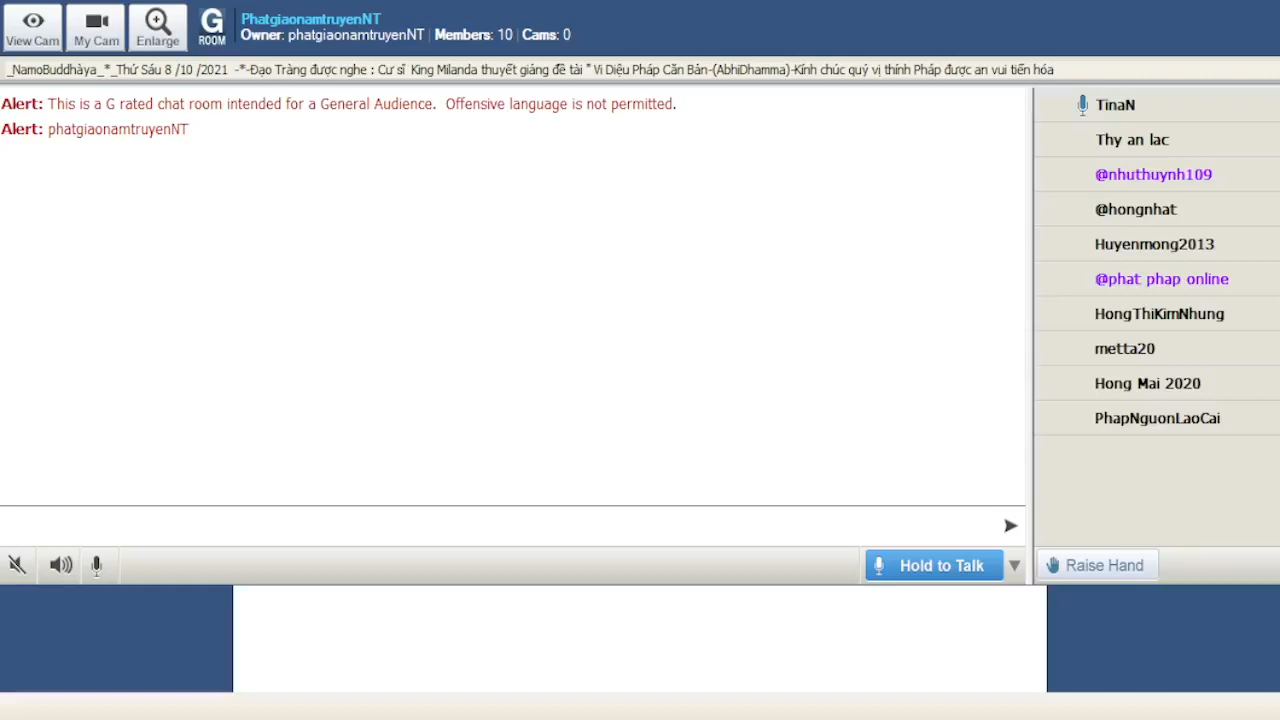 View Cam
My Cam
Enlarge
G
ROOM
PhatgiaonamtruyenNT
Owner: phatgiaonamtruyenNT | Members: 10 | Cams: 0
_NamoBuddhàya_*_Thứ Sáu 8 /10 /2021 -*-Đạo Tràng được nghe : Cư sĩ King Milanda thuyết giảng đề tài " Vi Diệu Pháp Căn Bản-(AbhiDhamma)-Kính chúc quý vị thính Pháp được an vui tiến hóa
Alert: This is a G rated chat room intended for a General Audience. Offensive language is not permitted.
Alert: phatgiaonamtruyenNT
TinaN
Thy an lac
@nhuthuynh109
@hongnhat
Huyenmong2013
@phat phap online
HongThiKimNhung
metta20
Hong Mai 2020
PhapNguonLaoCai
Hold to Talk
Raise Hand